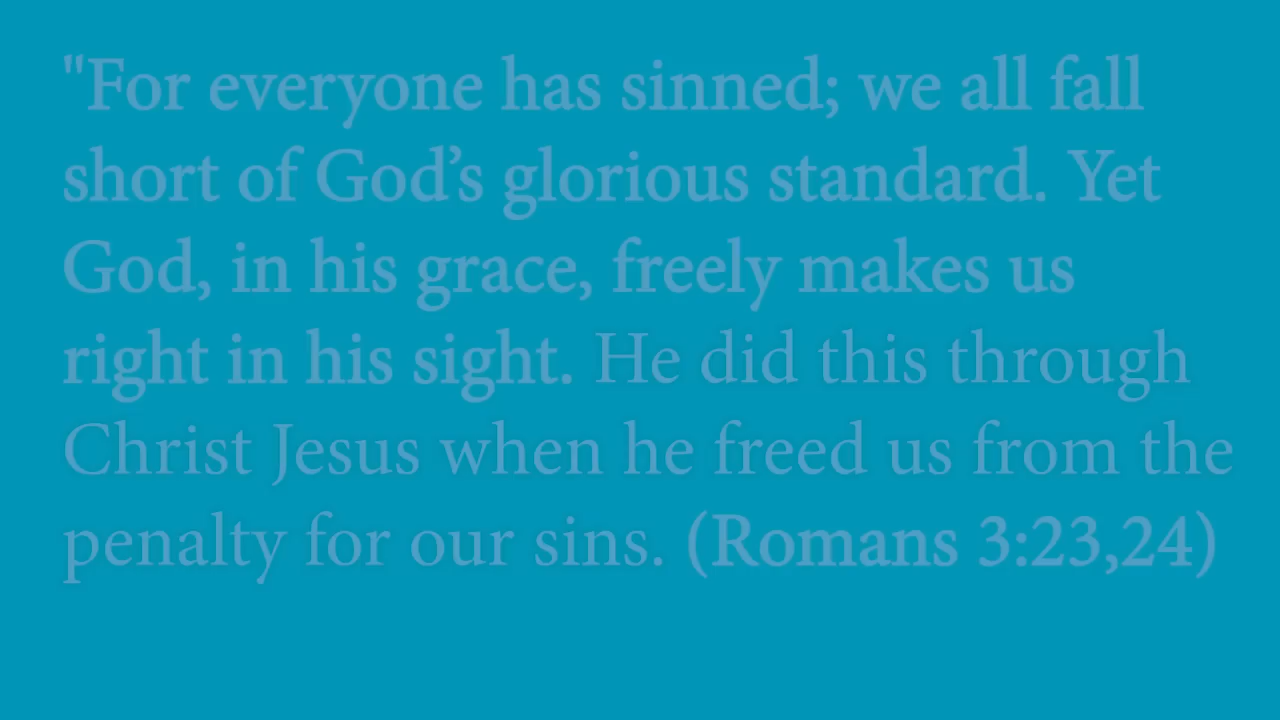 "For everyone has sinned; we all fall
short of God’s glorious standard. Yet
God, in his grace, freely makes us
right in his sight. He did this through
Christ Jesus when he freed us from the
penalty for our sins. (Romans 3:23,24)